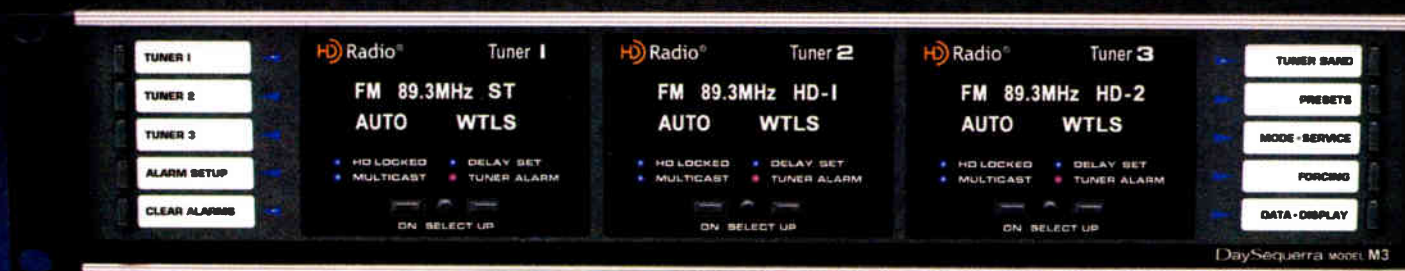 TUNER 1
TUNER 2
TUNER 3
ALARM SETUP
CLEAR ALARMS
HD Radio® Tuner 1
FM 89.3MHz ST
AUTO WTLS
HD LOCKED DELAY SET
MULTICAST TUNER ALARM
ON SELECT UP
HD Radio® Tuner 2
FM 89.3MHz HD-1
AUTO WTLS
HD LOCKED DELAY SET
MULTICAST TUNER ALARM
ON SELECT UP
HD Radio® Tuner 3
FM 89.3MHz HD-2
AUTO WTLS
HD LOCKED DELAY SET
MULTICAST TUNER ALARM
ON SELECT UP
TUNER BAND
PRESETS
MODE - SERVICE
FORCING
DATA - DISPLAY
DaySequerra MODEL M3